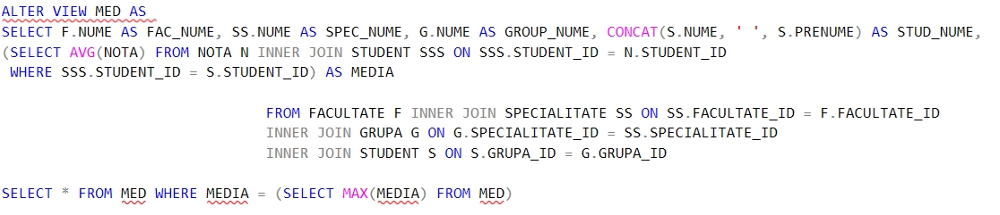 ALTER VIEW MED AS
SELECT F.NUME AS FAC_NUME, SS.NUME AS SPEC_NUME, G.NUME AS GROUP_NUME, CONCAT(S.NUME, ' ', S.PRENUME) AS STUD_NUME,
(SELECT AVG(NOTA) FROM NOTA N INNER JOIN STUDENT SSS ON SSS.STUDENT_ID = N.STUDENT_ID
WHERE SSS.STUDENT_ID = S.STUDENT_ID) AS MEDIA
FROM FACULTATE F INNER JOIN SPECIALITATE SS ON SS.FACULTATE_ID = F.FACULTATE_ID
INNER JOIN GRUPA G ON G.SPECIALITATE_ID = SS.SPECIALITATE_ID
INNER JOIN STUDENT S ON S.GRUPA_ID = G.GRUPA_ID
SELECT * FROM MED WHERE MEDIA = (SELECT MAX(MEDIA) FROM MED)